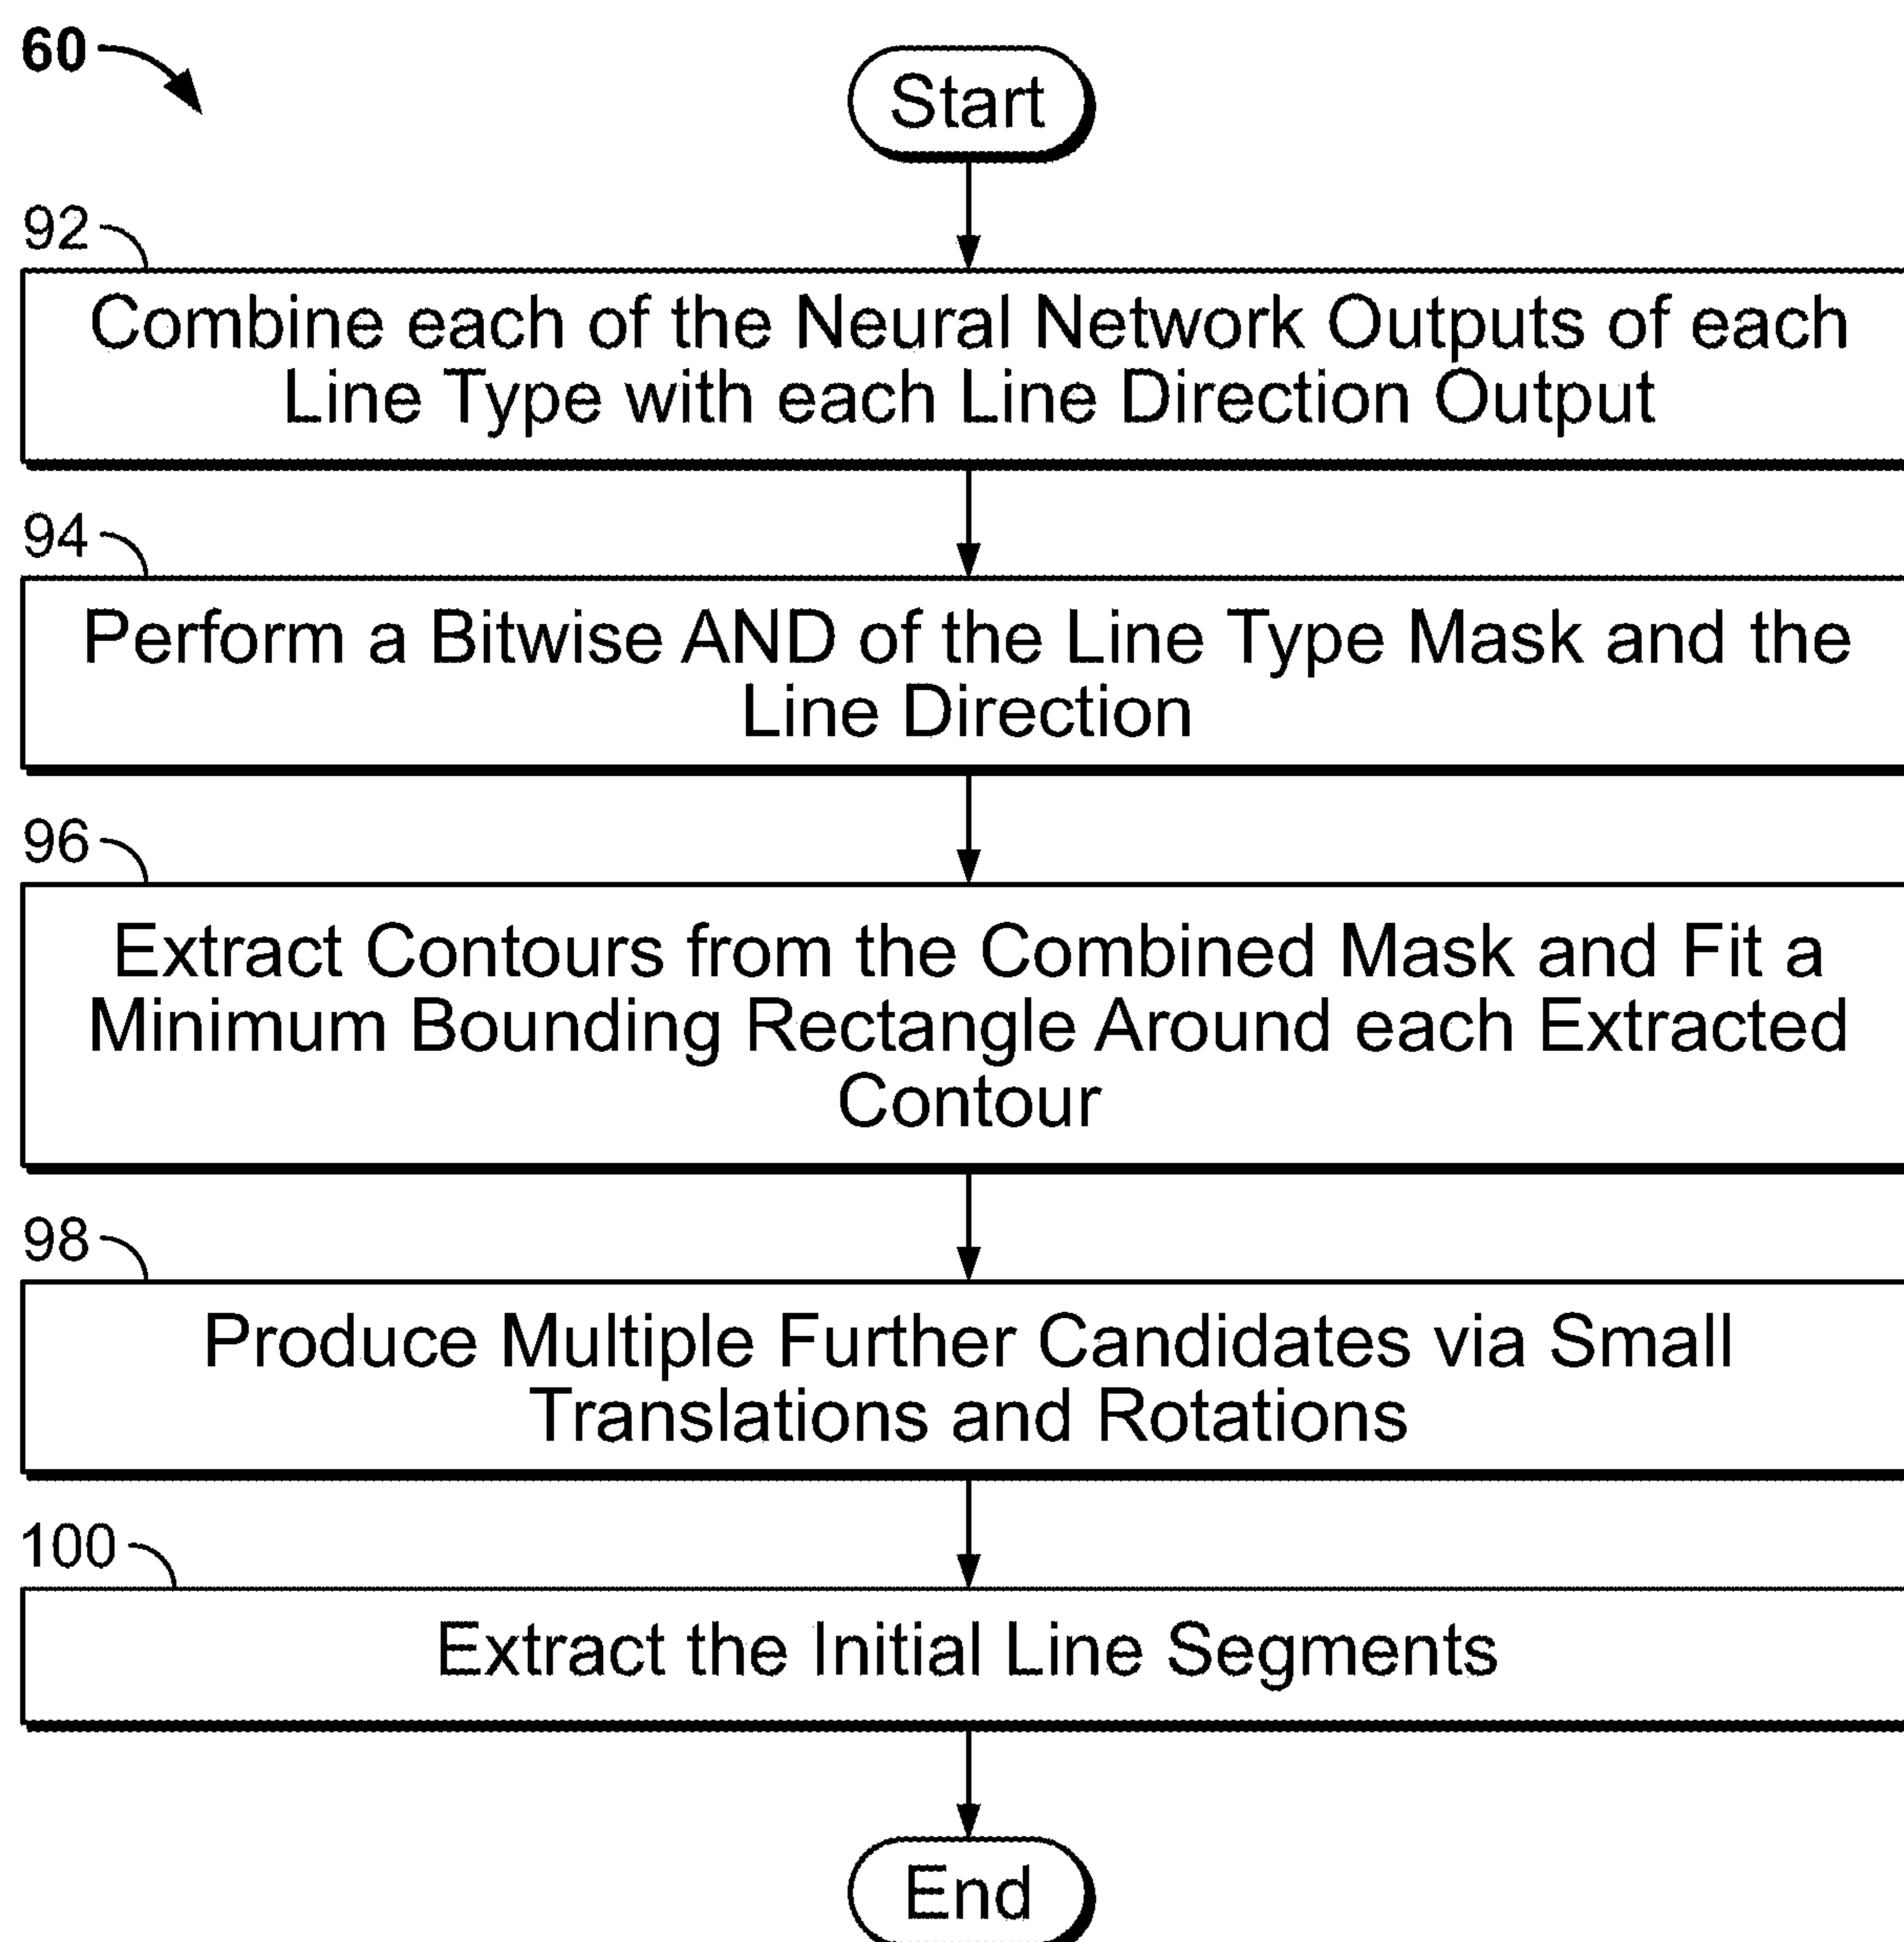 60
Start
92
Combine each of the Neural Network Outputs of each
Line Type with each Line Direction Output
94
Perform a Bitwise AND of the Line Type Mask and the
Line Direction
96
Extract Contours from the Combined Mask and Fit a
Minimum Bounding Rectangle Around each Extracted
Contour
98
Produce Multiple Further Candidates via Small
Translations and Rotations
100
Extract the Initial Line Segments
End